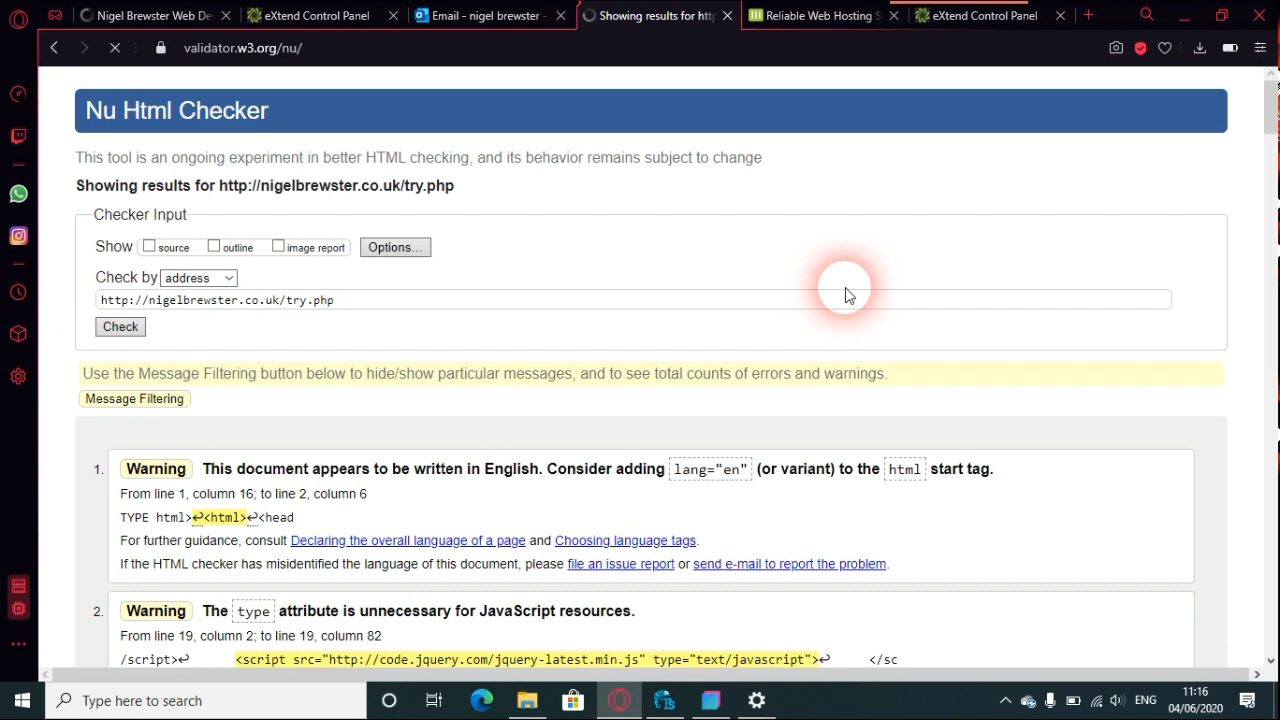 Nigel Brewster Web De
eXtend Control Panel
Email - nigel brewster -
Showing results for htt
Reliable Web Hosting S
eXtend Control Panel
validator.w3.org/nu/
Nu Html Checker
This tool is an ongoing experiment in better HTML checking, and its behavior remains subject to change
Showing results for http://nigelbrewster.co.uk/try.php
Checker Input
Show source outline image report Options...
Check by address
http://nigelbrewster.co.uk/try.php
Check
Use the Message Filtering button below to hide/show particular messages, and to see total counts of errors and warnings.
Message Filtering
1. Warning This document appears to be written in English. Consider adding lang="en" (or variant) to the html start tag.
From line 1, column 16; to line 2, column 6
TYPE html>↩<html>↩<head
For further guidance, consult Declaring the overall language of a page and Choosing language tags.
If the HTML checker has misidentified the language of this document, please file an issue report or send e-mail to report the problem.
2. Warning The type attribute is unnecessary for JavaScript resources.
From line 19, column 2; to line 19, column 82
/script>↩ <script src="http://code.jquery.com/jquery-latest.min.js" type="text/javascript">↩ </sc
Type here to search
ENG
11:16
04/06/2020